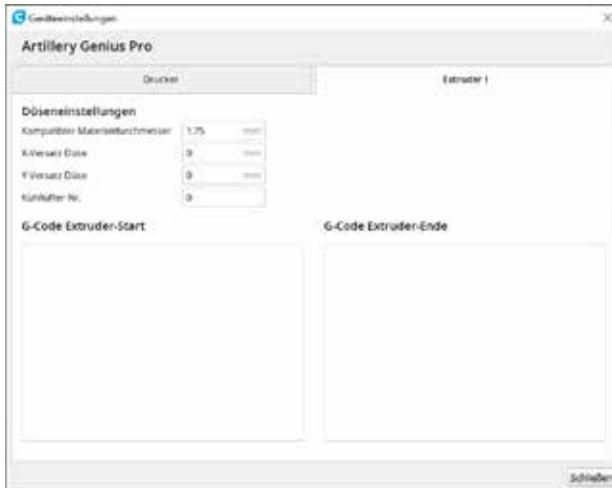 Geräteeinstellungen
Artillery Genius Pro
Drucker
Extruder 1
Düseneinstellungen
Kompatibler Materialdurchmesser 1.75 mm
X-Versatz Düse 0 mm
Y-Versatz Düse 0 mm
Kühllüfter-Nr. 0
G-Code Extruder-Start
G-Code Extruder-Ende
Schließen